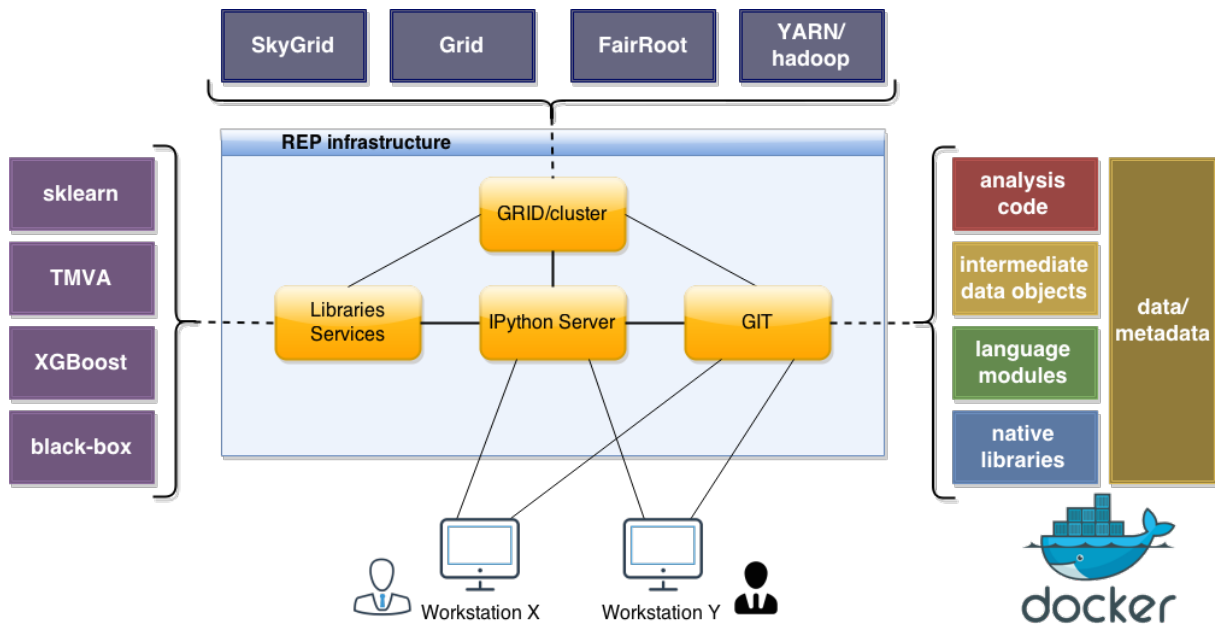 SkyGrid
Grid
FairRoot
YARN/
hadoop
REP infrastructure
sklearn
TMVA
XGBoost
black-box
GRID/cluster
Libraries
Services
IPython Server
GIT
analysis
code
intermediate
data objects
language
modules
native
libraries
data/
metadata
Workstation X
Workstation Y
docker